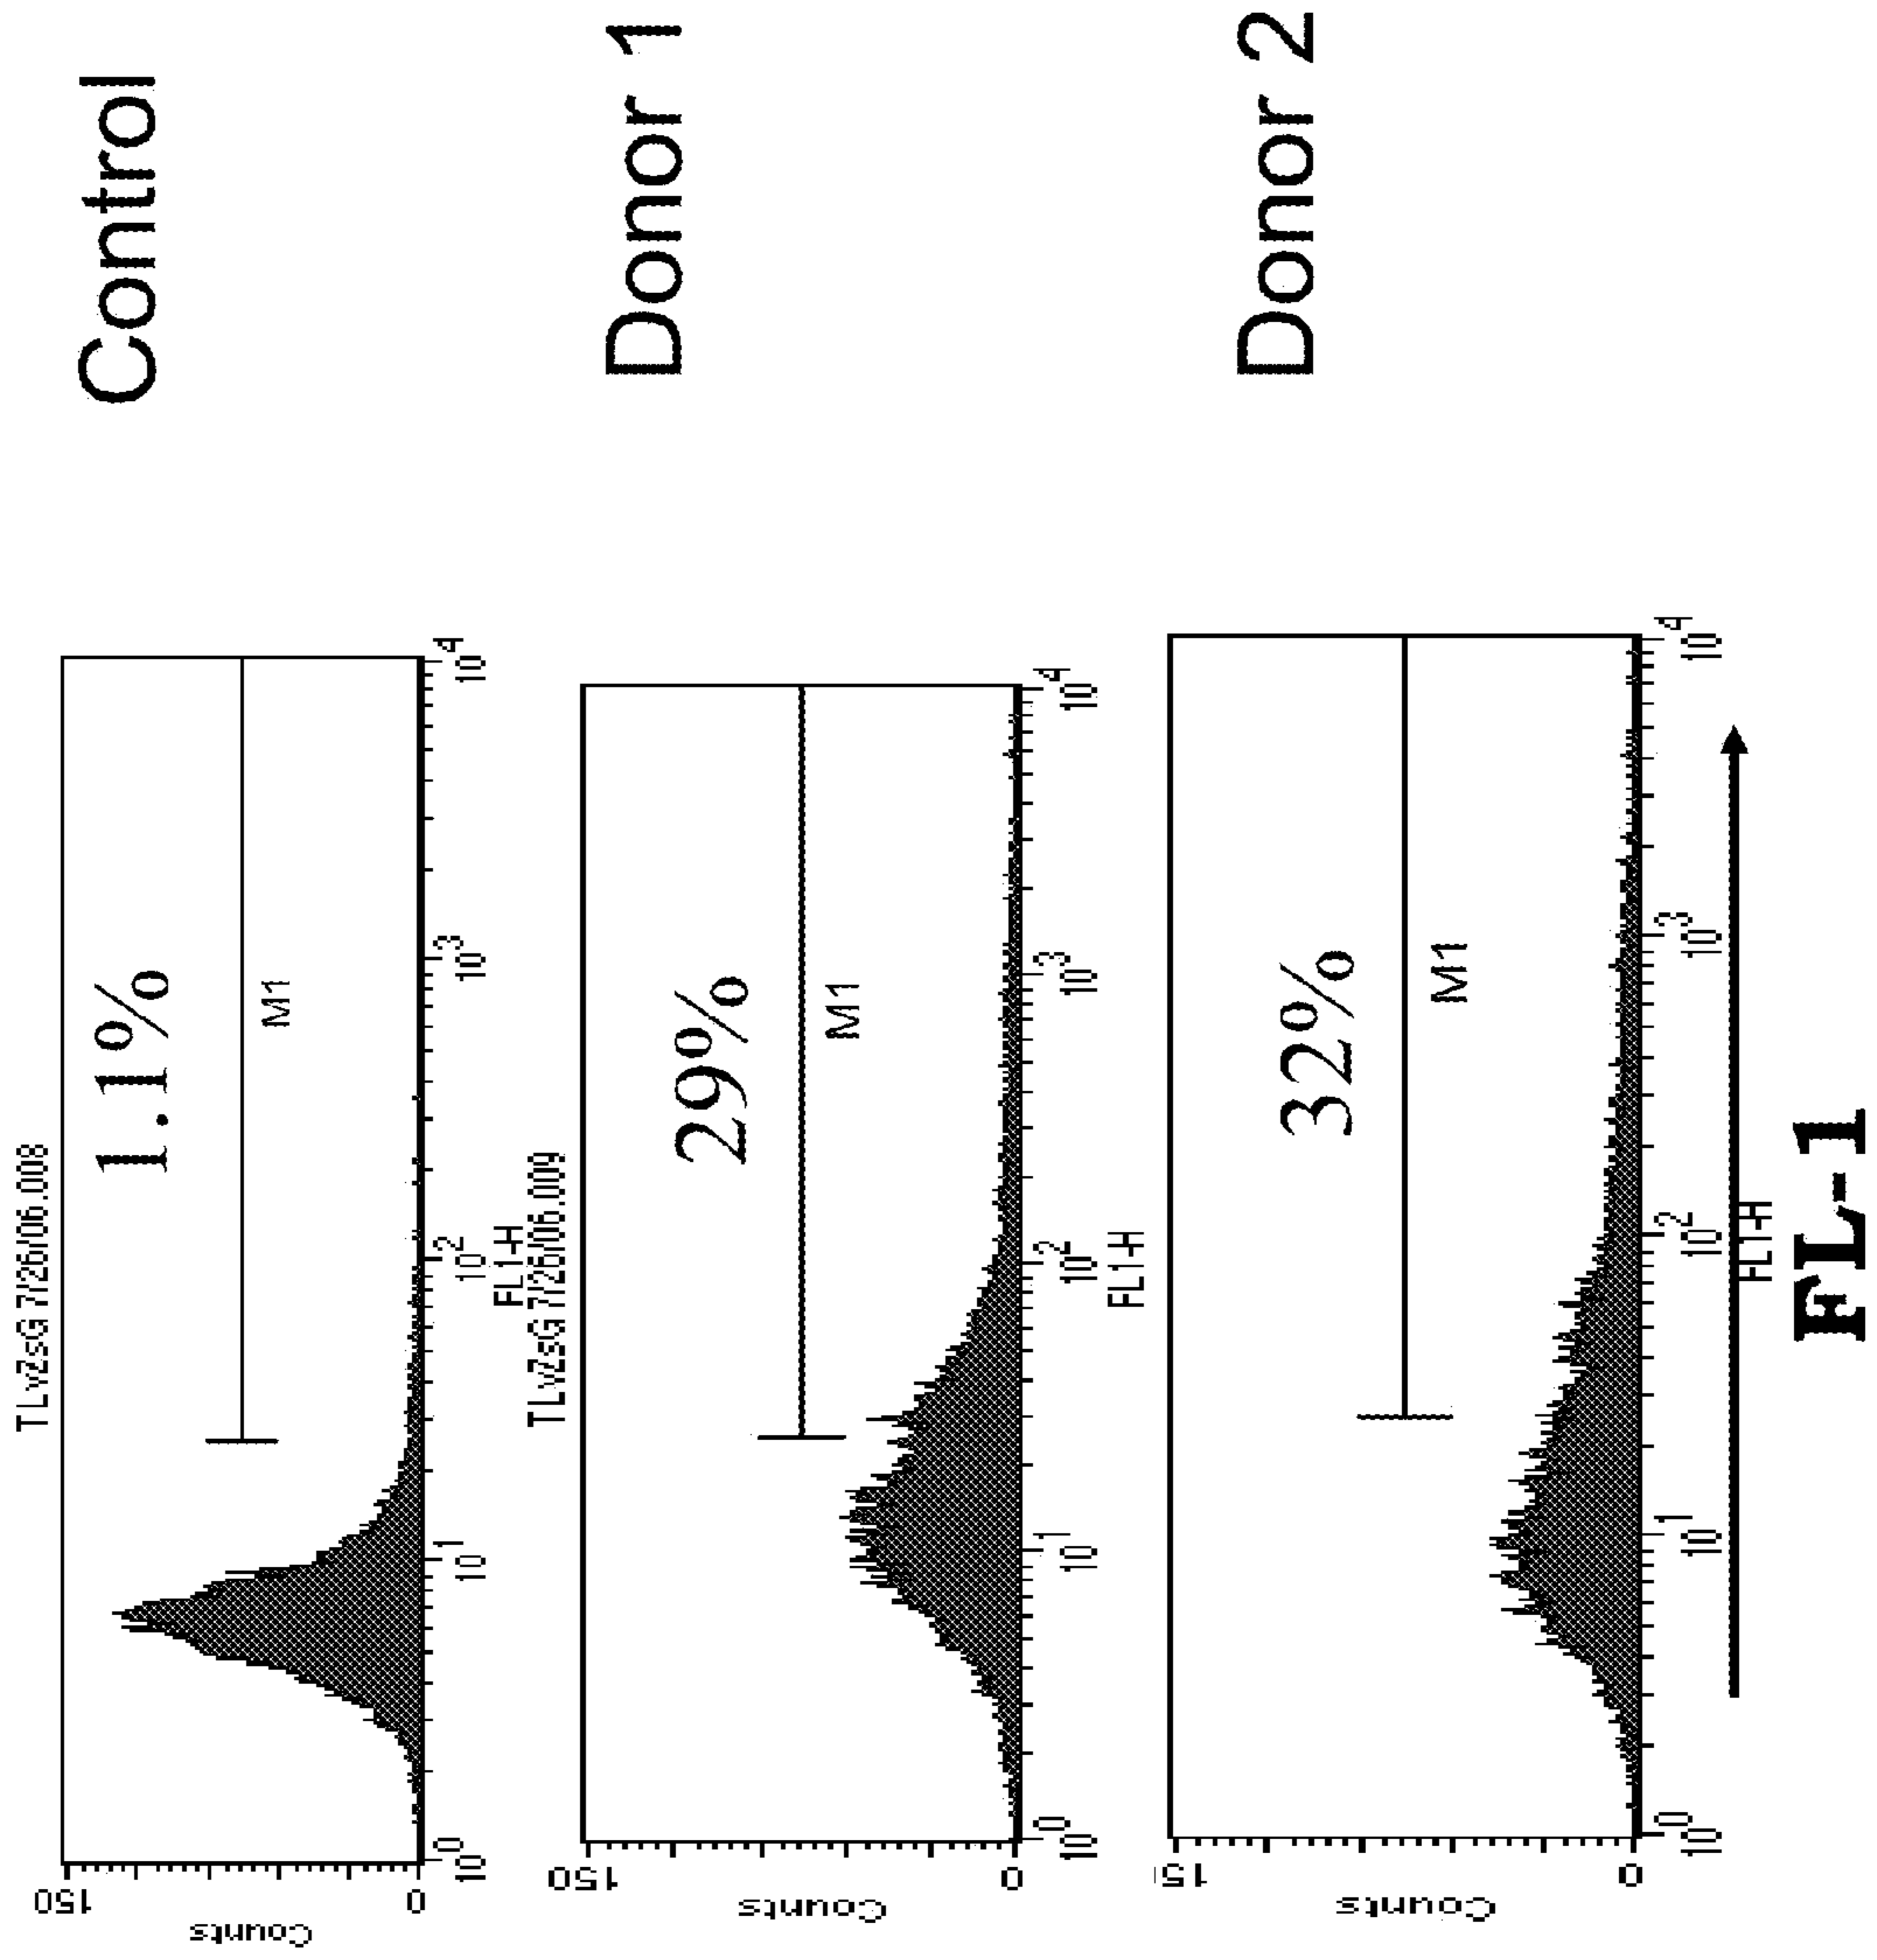 TLvZsG 7/26/06.008
Control
150
Counts
0
1.1%
M1
10^0 10^1 10^2 10^3 10^4
FL1-H
TLvZsG 7/26/06.009
Donor 1
150
Counts
0
29%
M1
10^0 10^1 10^2 10^3 10^4
FL1-H
Donor 2
150
Counts
0
32%
M1
10^0 10^1 10^2 10^3 10^4
FL1-H
FL-1